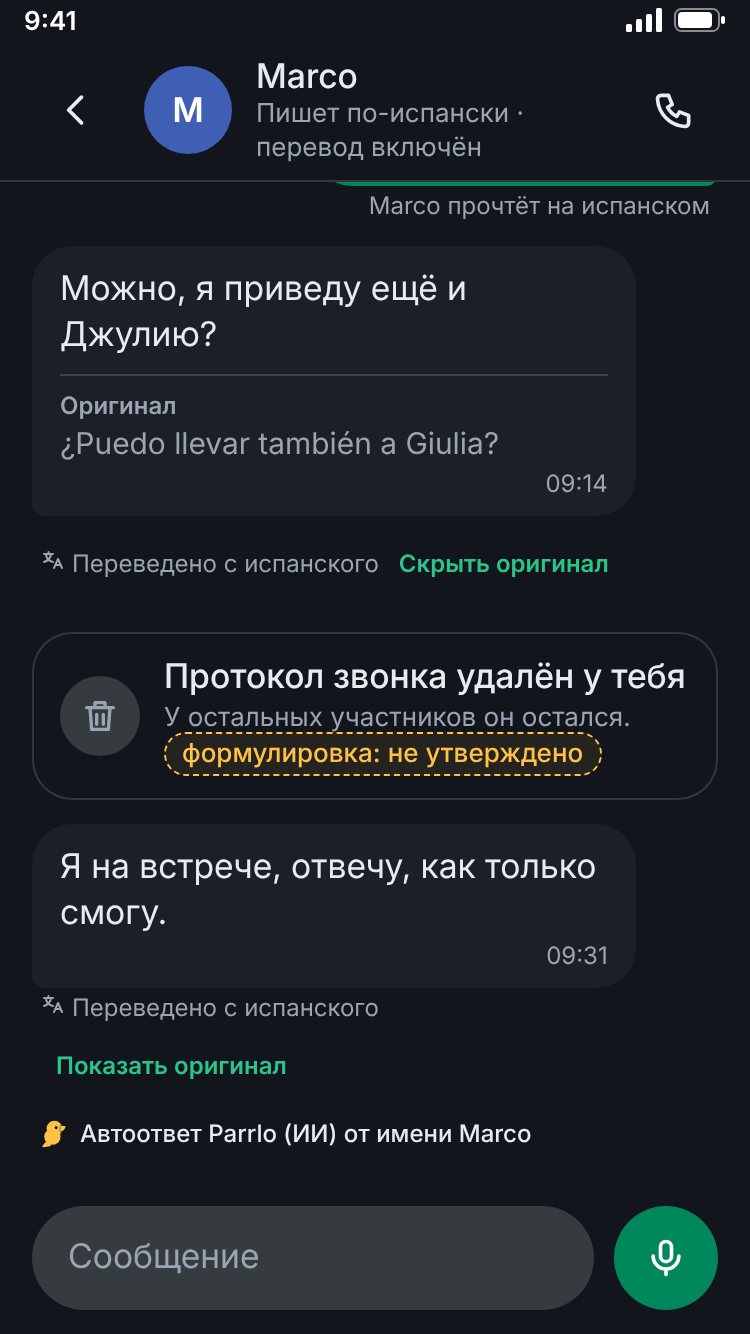 9:41
Marco
Пишет по-испански ·
перевод включён
M
Marco прочтёт на испанском
Можно, я приведу ещё и
Джулию?
Оригинал
¿Puedo llevar también a Giulia?
09:14
Переведено с испанского Скрыть оригинал
Протокол звонка удалён у тебя
У остальных участников он остался.
формулировка: не утверждено
Я на встрече, отвечу, как только
смогу.
09:31
Переведено с испанского
Показать оригинал
Автоответ Parrlo (ИИ) от имени Marco
Сообщение